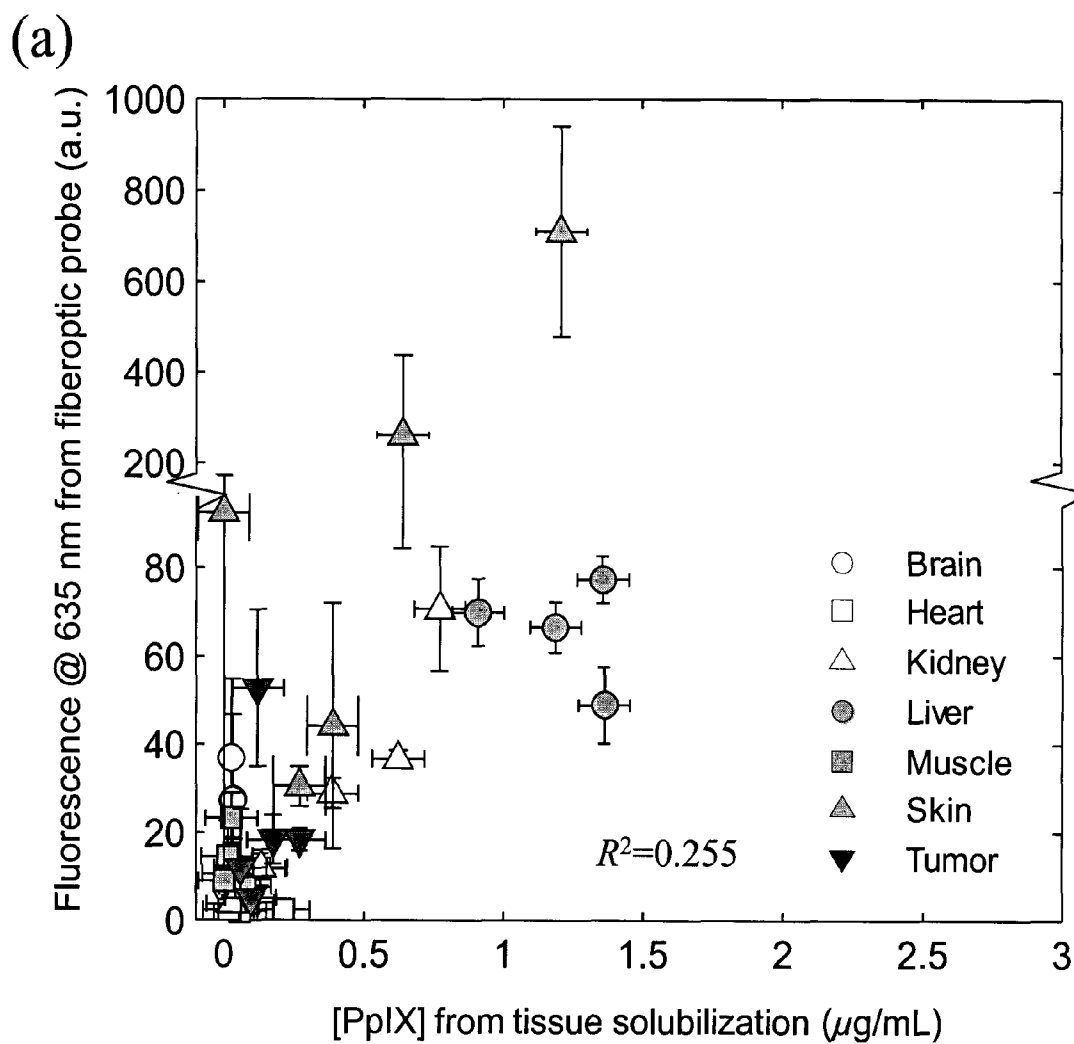 (a)
Fluorescence @ 635 nm from fiberoptic probe (a.u.)
1000
800
600
400
200
80
60
40
20
0
Brain
Heart
Kidney
Liver
Muscle
Skin
Tumor
R²=0.255
0 0.5 1 1.5 2 2.5 3
[PpIX] from tissue solubilization (μg/mL)